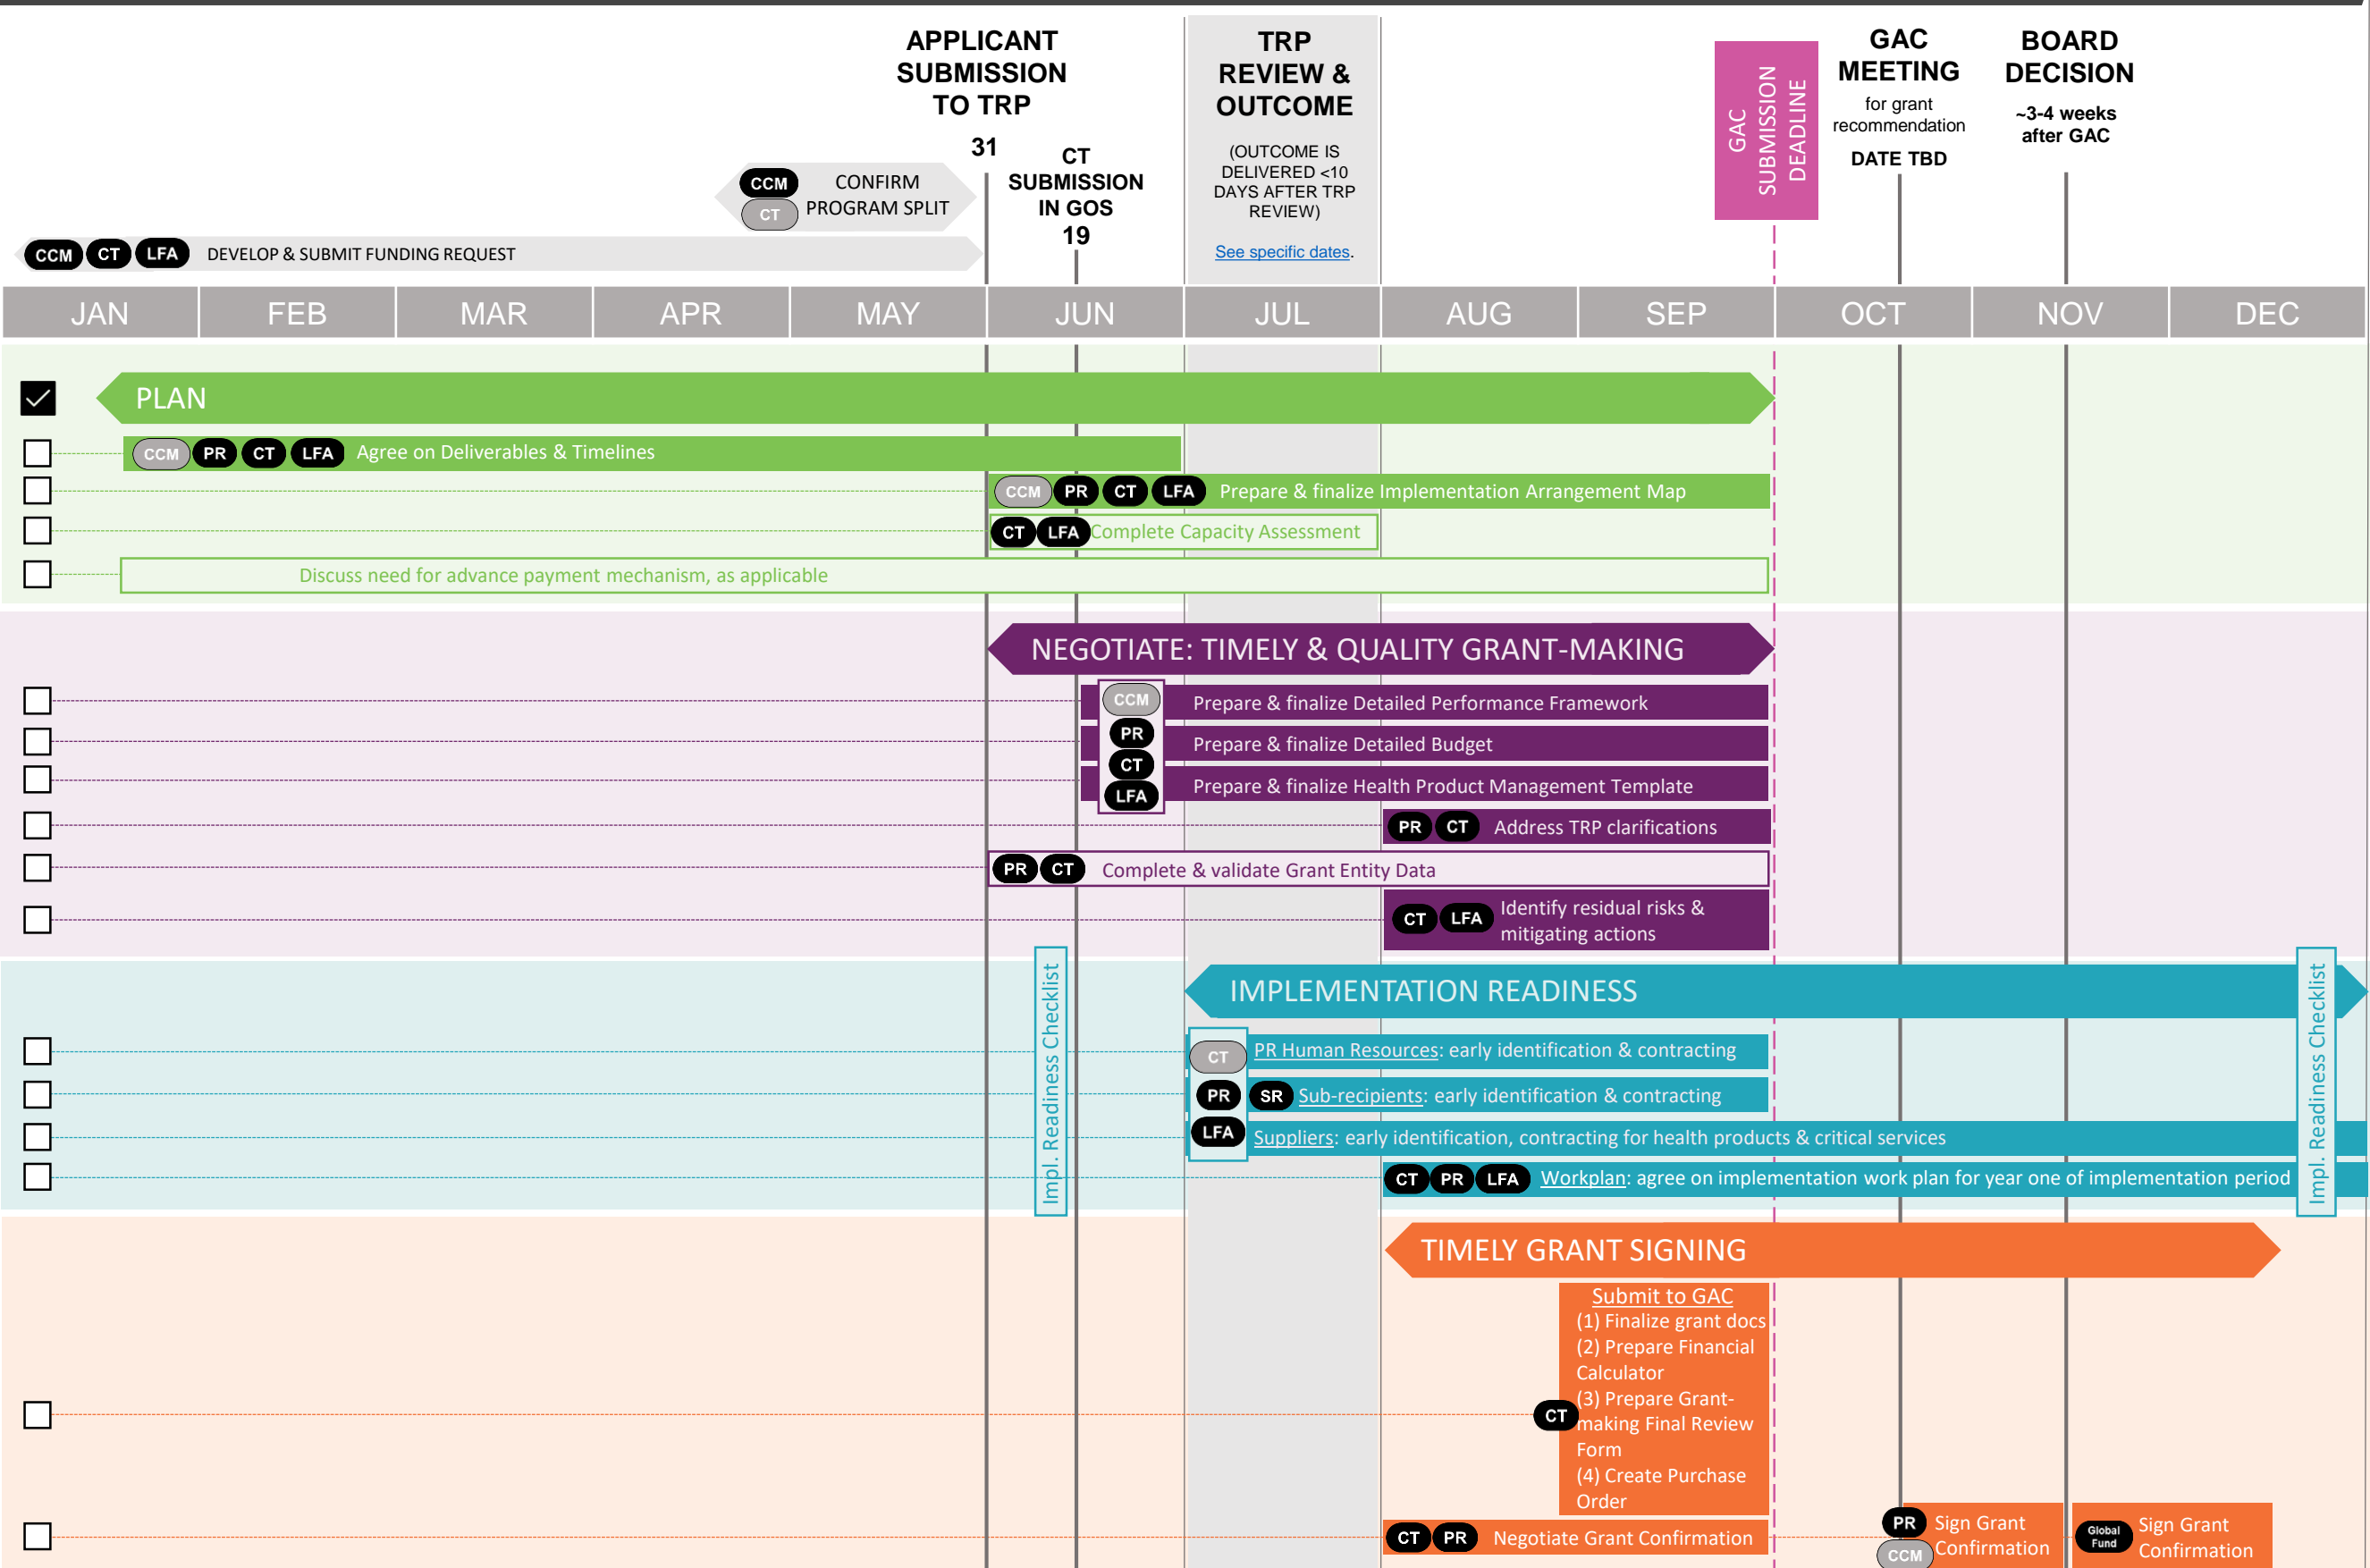 APPLICANT
SUBMISSION
TO TRP
31
CT
SUBMISSION
IN GOS
19
TRP
REVIEW &
OUTCOME
(OUTCOME IS
DELIVERED <10
DAYS AFTER TRP
REVIEW)
See specific dates.
GAC
SUBMISSION
DEADLINE
GAC
MEETING
for grant
recommendation
DATE TBD
BOARD
DECISION
~3-4 weeks
after GAC
CCM CONFIRM
CT PROGRAM SPLIT
CCM CT LFA DEVELOP & SUBMIT FUNDING REQUEST
JAN FEB MAR APR MAY JUN JUL AUG SEP OCT NOV DEC
PLAN
CCM PR CT LFA Agree on Deliverables & Timelines
CCM PR CT LFA Prepare & finalize Implementation Arrangement Map
CT LFA Complete Capacity Assessment
Discuss need for advance payment mechanism, as applicable
NEGOTIATE: TIMELY & QUALITY GRANT-MAKING
CCM
PR
CT
LFA
Prepare & finalize Detailed Performance Framework
Prepare & finalize Detailed Budget
Prepare & finalize Health Product Management Template
PR CT Address TRP clarifications
PR CT Complete & validate Grant Entity Data
CT LFA Identify residual risks &
mitigating actions
Impl. Readiness Checklist
IMPLEMENTATION READINESS
Impl. Readiness Checklist
CT PR Human Resources: early identification & contracting
PR SR Sub-recipients: early identification & contracting
LFA Suppliers: early identification, contracting for health products & critical services
CT PR LFA Workplan: agree on implementation work plan for year one of implementation period
TIMELY GRANT SIGNING
Submit to GAC
(1) Finalize grant docs
(2) Prepare Financial
Calculator
(3) Prepare Grant-
CT making Final Review
Form
(4) Create Purchase
Order
CT PR Negotiate Grant Confirmation
PR Sign Grant
CCM Confirmation
Global
Fund
Sign Grant
Confirmation